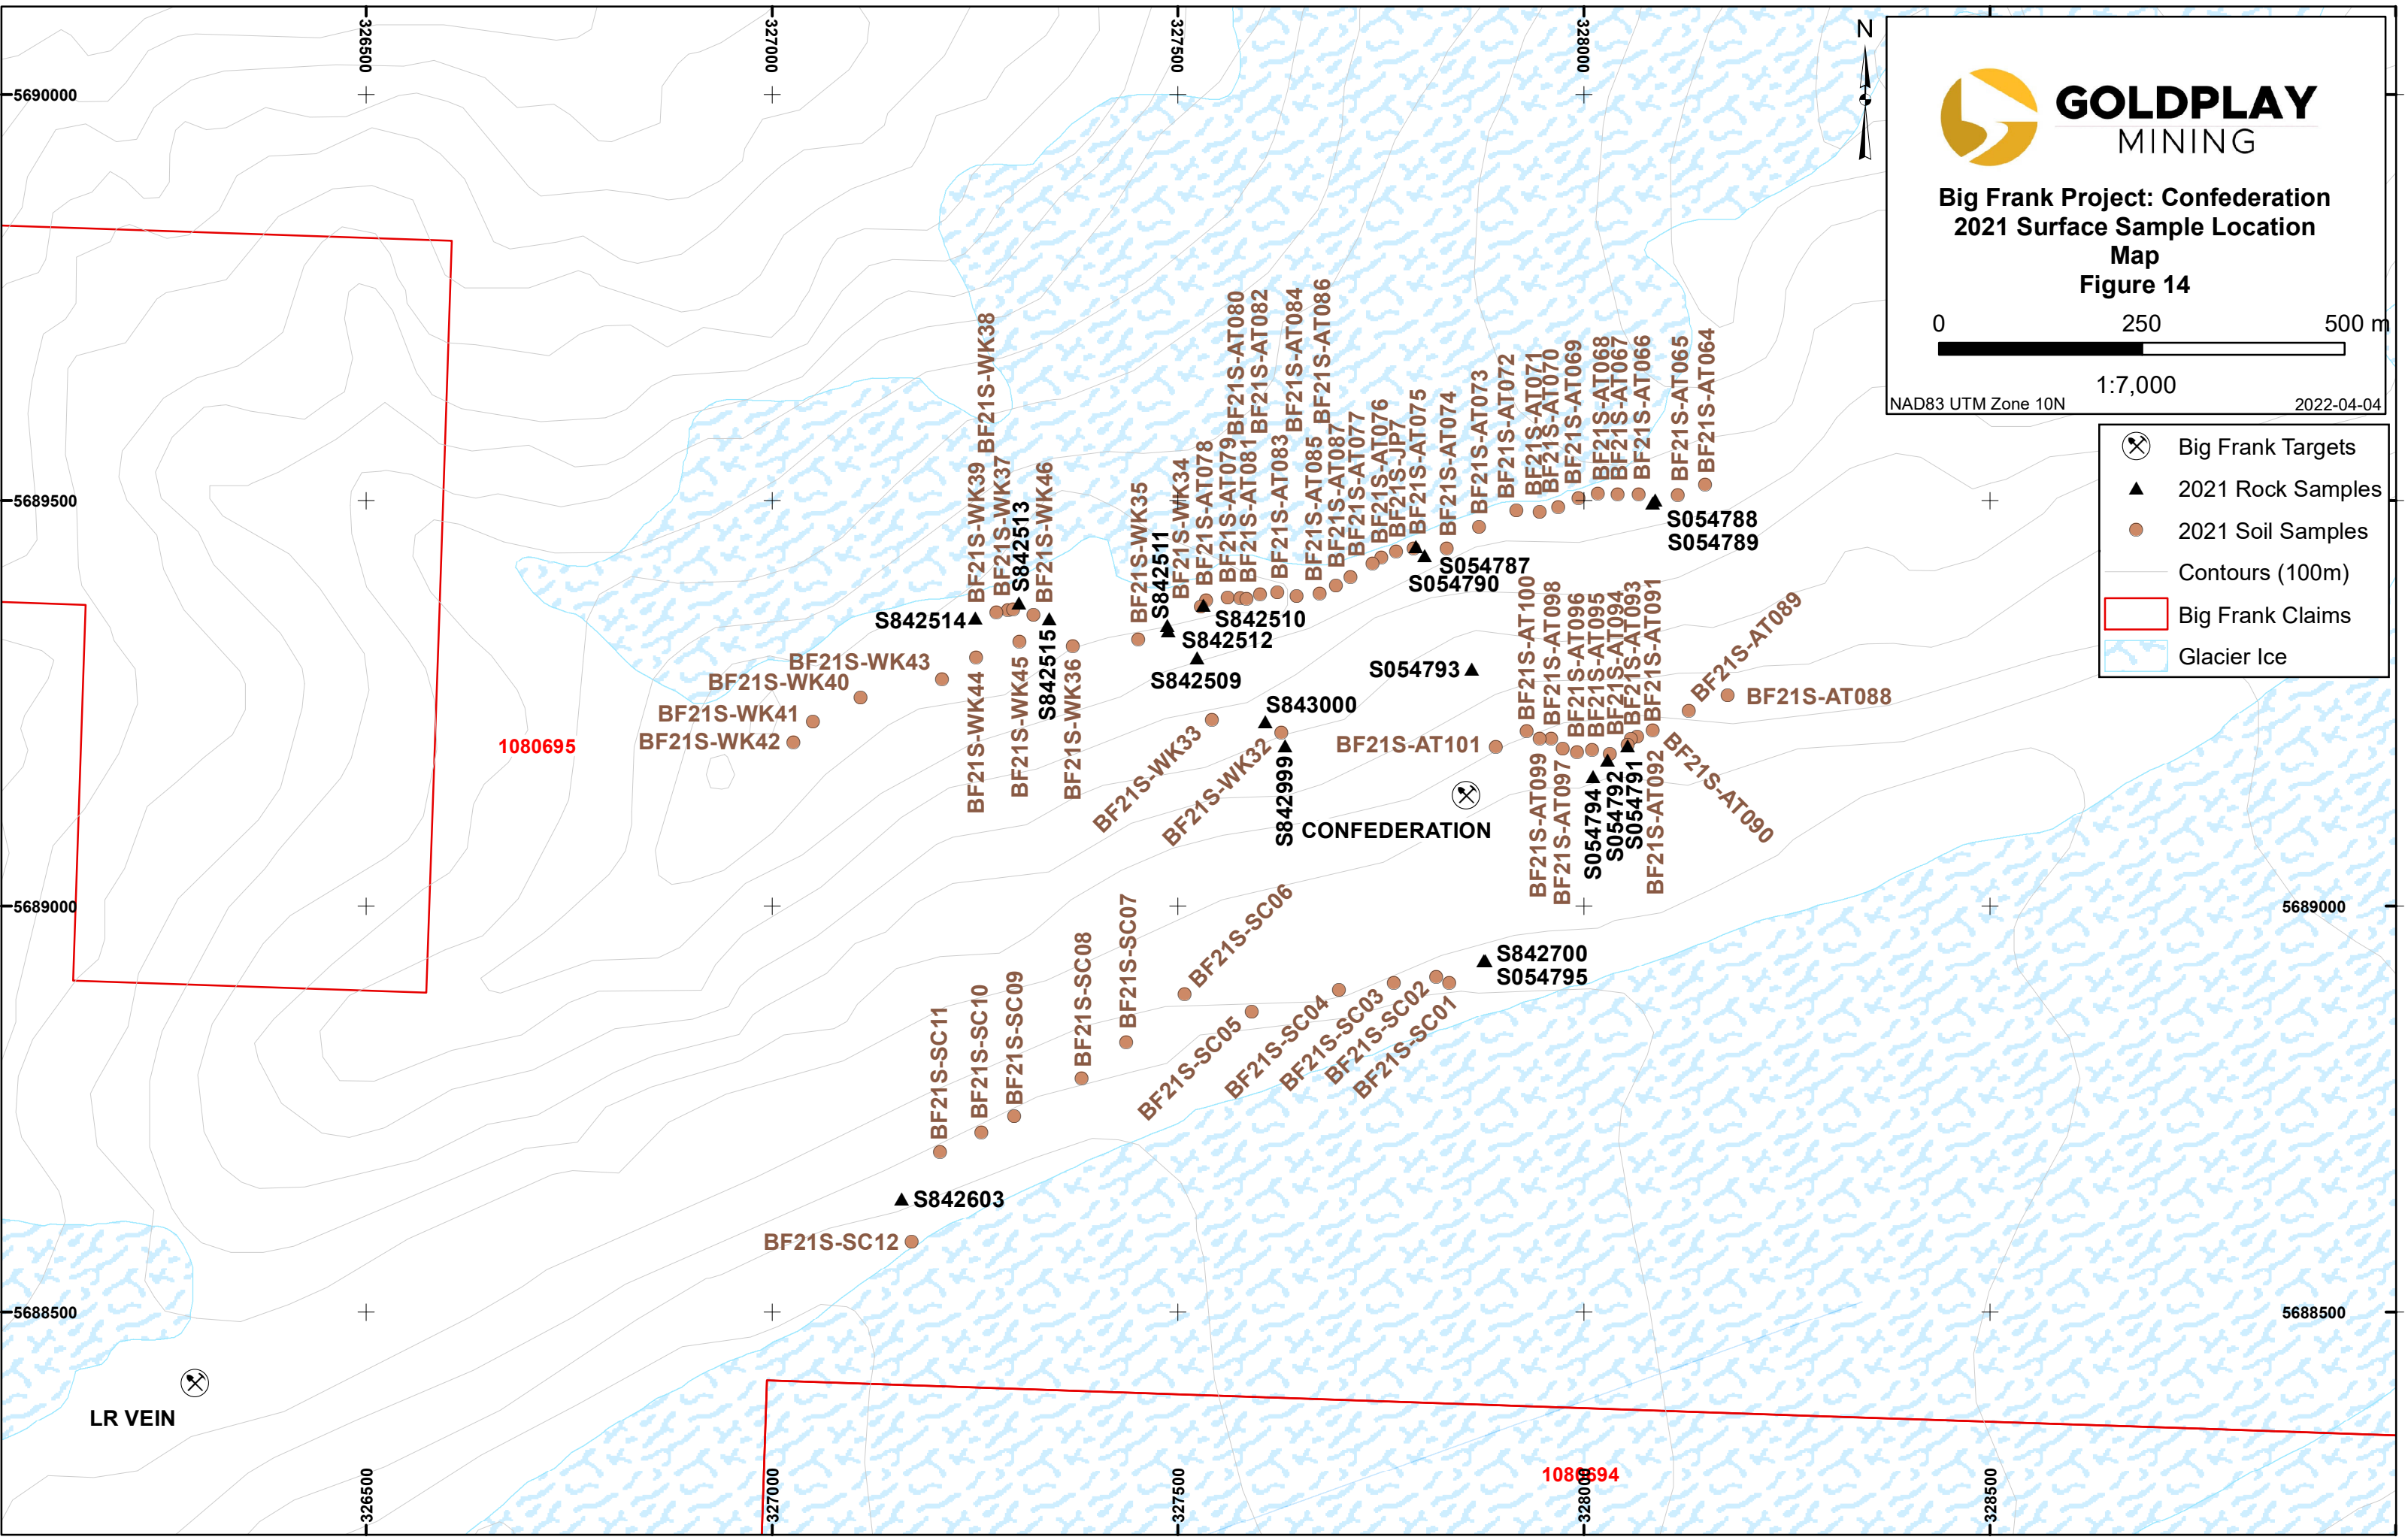 326500
327000
327500
328000
N
5690000
GOLDPLAY
MINING
Big Frank Project: Confederation
2021 Surface Sample Location
Map
Figure 14
0 250 500 m
1:7,000
NAD83 UTM Zone 10N 2022-04-04
Big Frank Targets
2021 Rock Samples
2021 Soil Samples
Contours (100m)
Big Frank Claims
Glacier Ice
5689500
BF21S-WK39
BF21S-WK38
BF21S-WK37
S842513
BF21S-WK46
BF21S-WK35
S842511
BF21S-WK34
BF21S-AT078
BF21S-AT079
BF21S-AT080
BF21S-AT081
BF21S-AT082
BF21S-AT083
BF21S-AT084
BF21S-AT085
BF21S-AT086
BF21S-AT087
BF21S-AT077
BF21S-AT076
BF21S-JP7
BF21S-AT075
BF21S-AT074
BF21S-AT073
BF21S-AT072
BF21S-AT071
BF21S-AT070
BF21S-AT069
BF21S-AT068
BF21S-AT067
BF21S-AT066
BF21S-AT065
BF21S-AT064
S054788
S054789
S054787
S054790
S842514
S842510
S842512
S842509
S842515
BF21S-WK43
BF21S-WK40
BF21S-WK41
BF21S-WK42
BF21S-WK44
BF21S-WK45
BF21S-WK36
1080695
S054793
S843000
BF21S-WK33
BF21S-WK32
S842999
BF21S-AT101
CONFEDERATION
BF21S-AT100
BF21S-AT098
BF21S-AT096
BF21S-AT095
BF21S-AT094
BF21S-AT093
BF21S-AT091
BF21S-AT089
BF21S-AT088
BF21S-AT099
BF21S-AT097
S054794
S054792
S054791
BF21S-AT092
BF21S-AT090
5689000
5689000
BF21S-SC11
BF21S-SC10
BF21S-SC09
BF21S-SC08
BF21S-SC07
BF21S-SC06
BF21S-SC05
BF21S-SC04
BF21S-SC03
BF21S-SC02
BF21S-SC01
S842700
S054795
S842603
BF21S-SC12
5688500
5688500
LR VEIN
1080694
326500
327000
327500
328000
328500